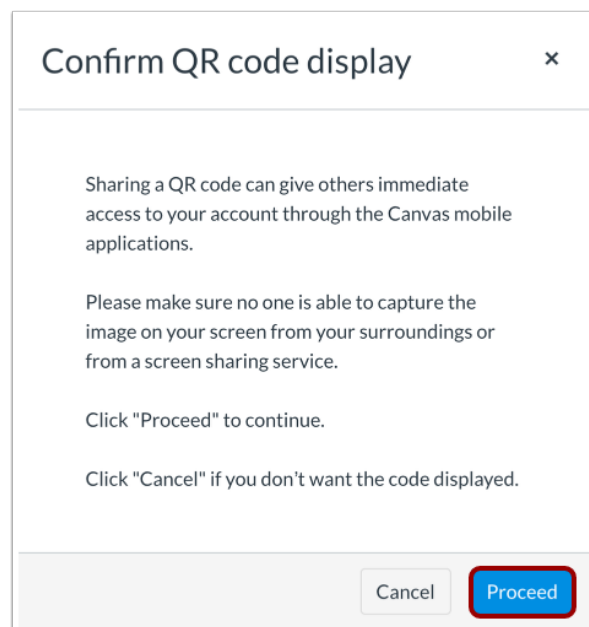 Confirm QR code display ×
Sharing a QR code can give others immediate
access to your account through the Canvas mobile
applications.
Please make sure no one is able to capture the
image on your screen from your surroundings or
from a screen sharing service.
Click "Proceed" to continue.
Click "Cancel" if you don’t want the code displayed.
Cancel Proceed